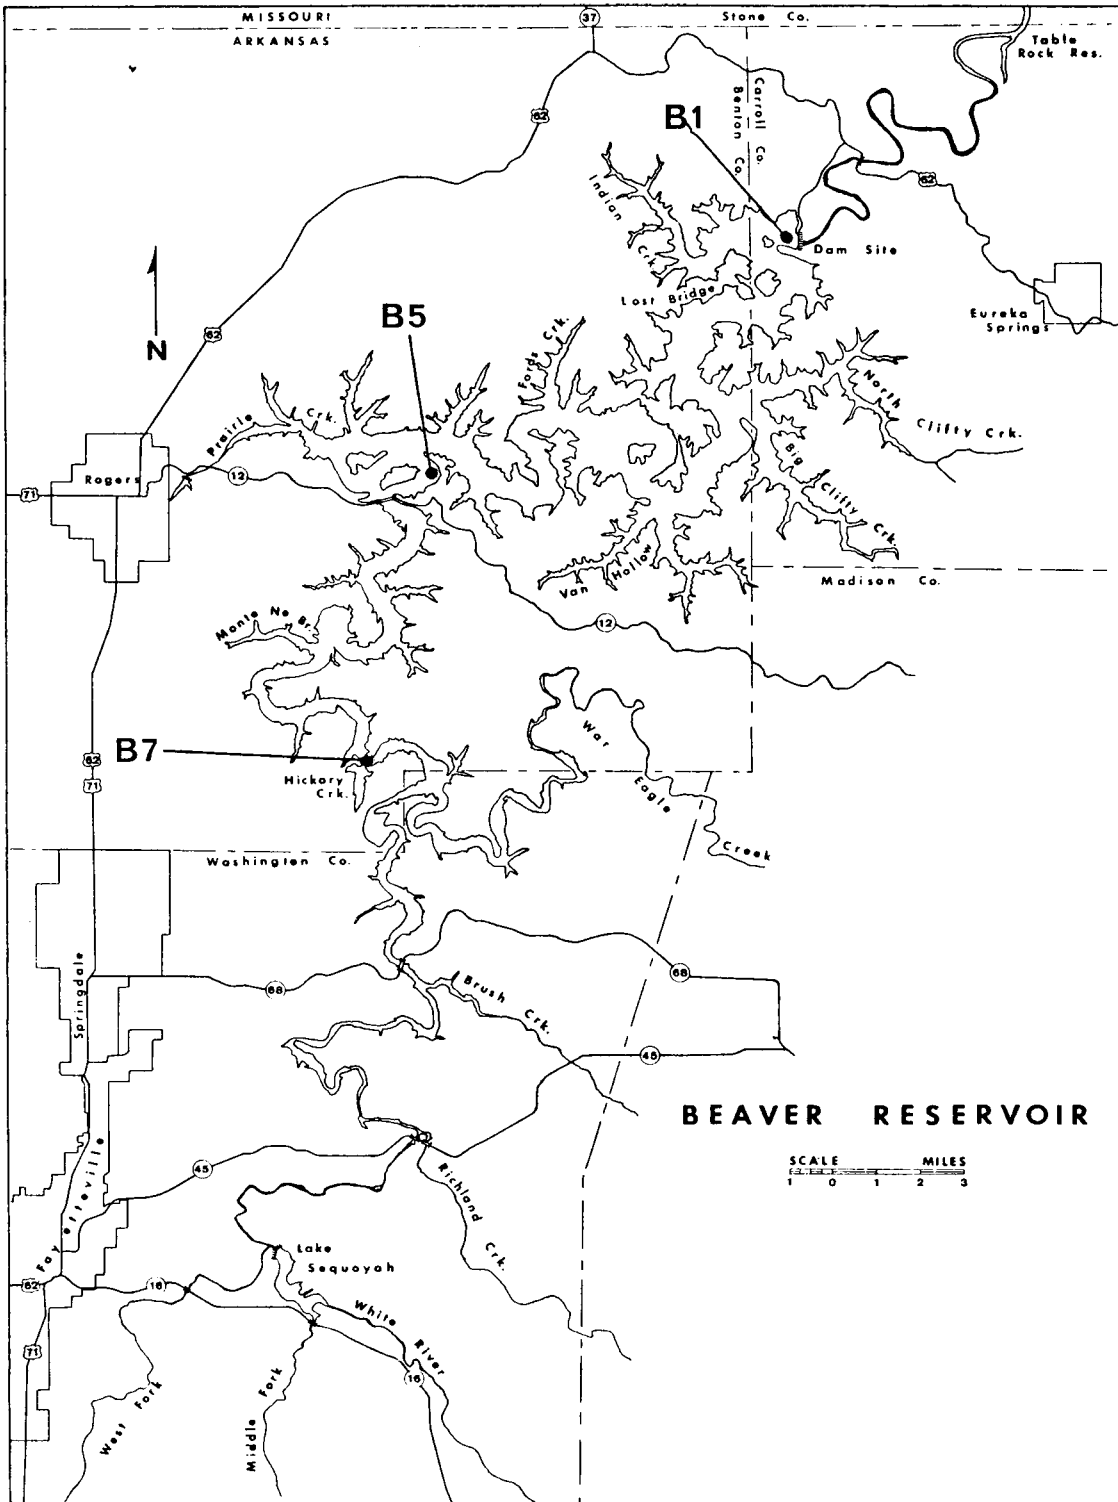 MISSOURI
ARKANSAS
37
Stone Co.
Table
Rock Res.
62
Carroll Co.
Benton Co.
B1
62
Indian
Crk.
Dam Site
Lost Bridge
Eureka
Springs
N
62
B5
Fords Crk.
North
Clifty Crk.
Prairie
Crk.
Big
Clifty Crk.
Rogers
71
12
Van
Hollow
Madison Co.
Monte Ne Br.
12
War
Eagle
Creek
B7
62
71
Hickory
Crk.
Washington Co.
Springdale
68
68
Brush Crk.
45
BEAVER RESERVOIR
SCALE MILES
1 0 1 2 3
45
Richland
Crk.
Fayetteville
Lake
Sequoyah
62
16
White
River
71
16
West Fork
Middle Fork